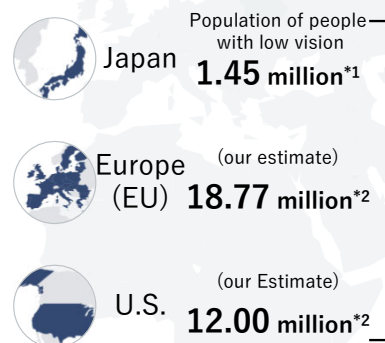 Population of people
with low vision
Japan
1.45 million*1
(our estimate)
Europe
(EU)
18.77 million*2
(our Estimate)
U.S.
12.00 million*2